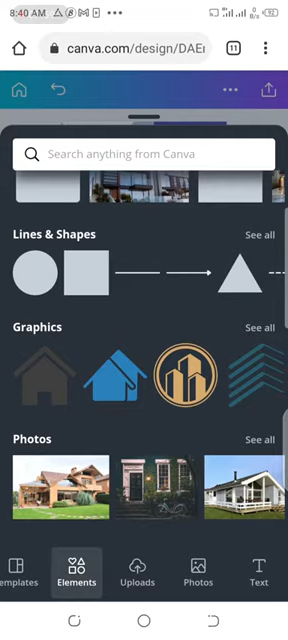 8:40 AM
canva.com/design/DAE
11
Search anything from Canva
Lines & Shapes See all
Graphics See all
Photos See all
emplates Elements Uploads Photos Text